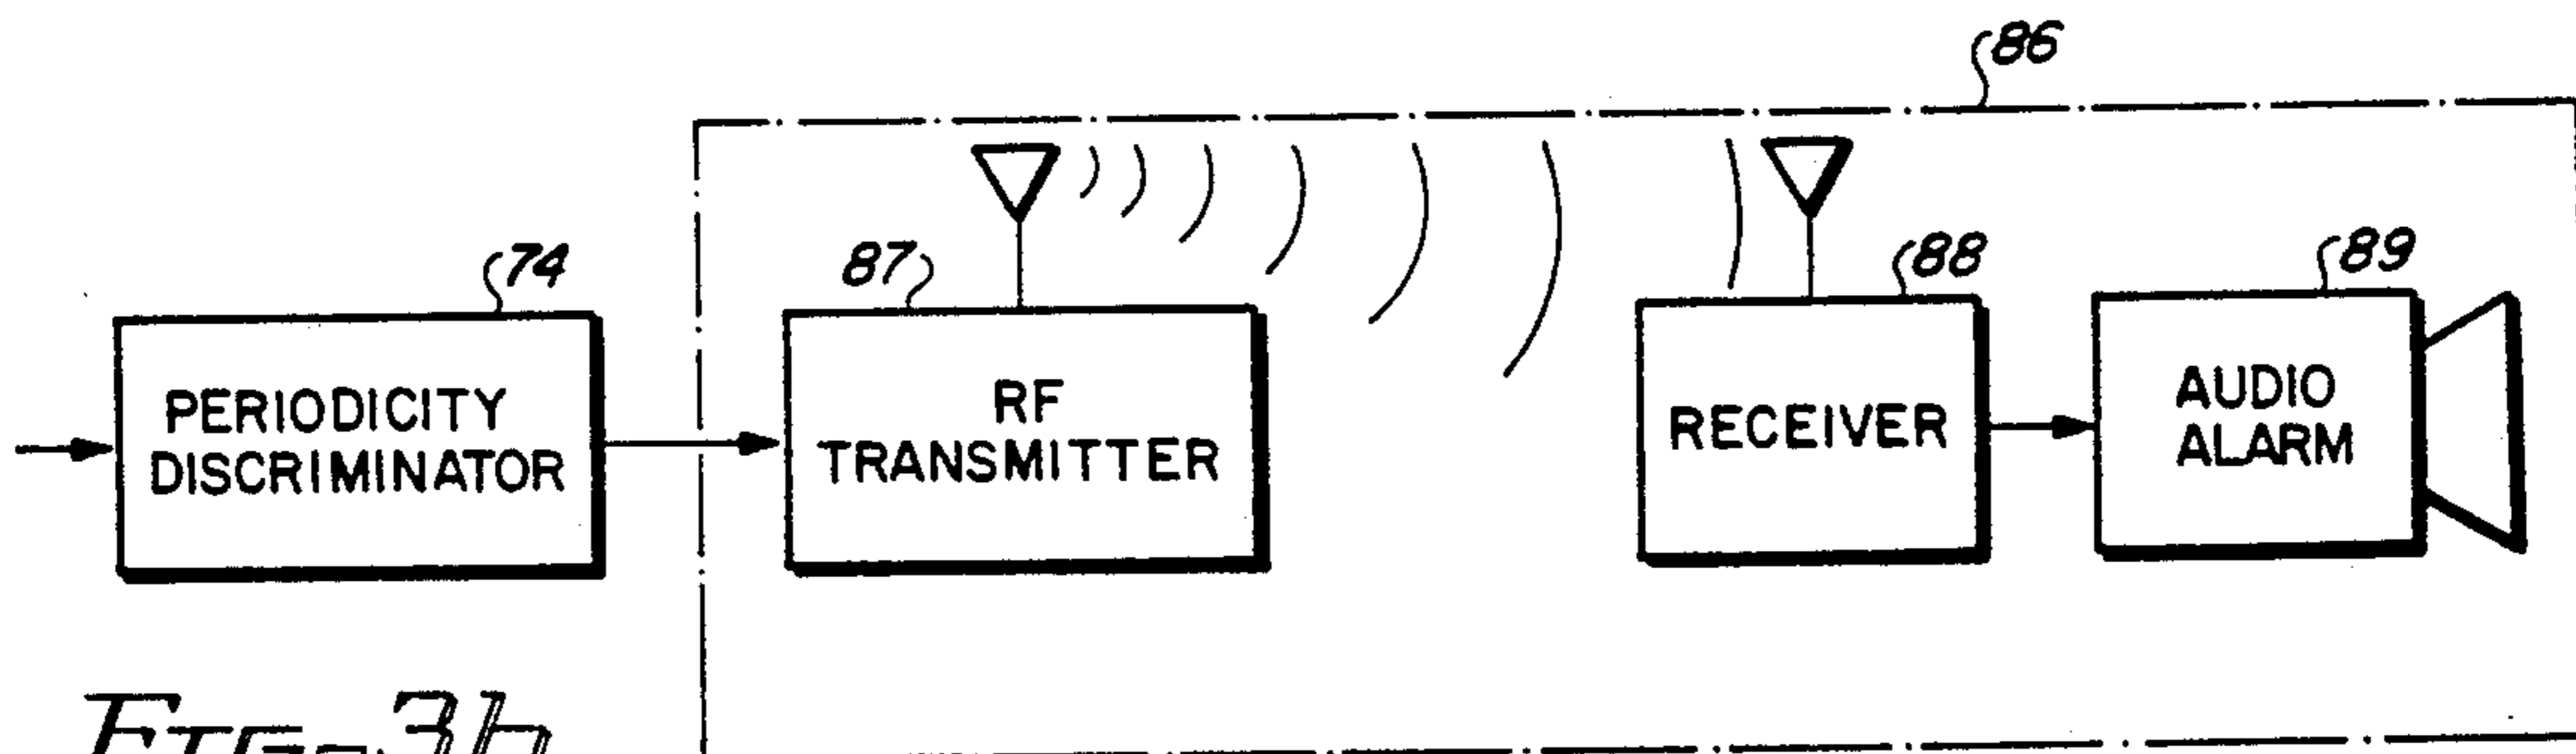 86
74
87
88
89
PERIODICITY
DISCRIMINATOR
RF
TRANSMITTER
RECEIVER
AUDIO
ALARM
FIG-3b